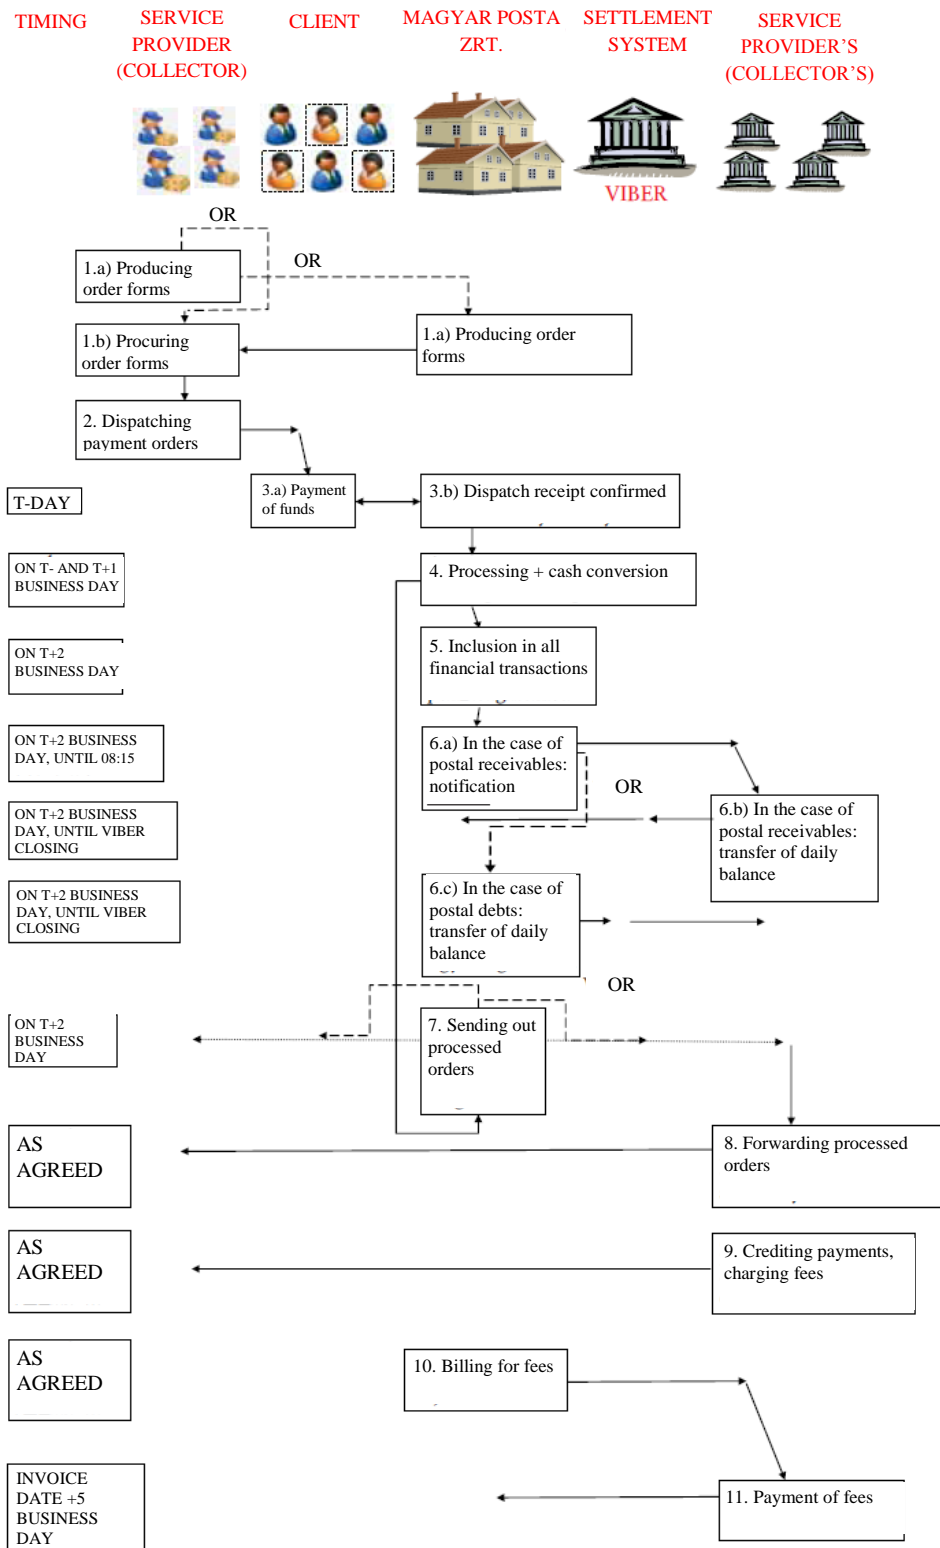 TIMING
SERVICE
PROVIDER
(COLLECTOR)
CLIENT
MAGYAR POSTA
ZRT.
SETTLEMENT
SYSTEM
SERVICE
PROVIDER’S
(COLLECTOR’S)
VIBER
OR
1.a) Producing
order forms
OR
1.b) Procuring
order forms
1.a) Producing order
forms
2. Dispatching
payment orders
T-DAY
3.a) Payment
of funds
3.b) Dispatch receipt confirmed
ON T- AND T+1
BUSINESS DAY
4. Processing + cash conversion
ON T+2
BUSINESS DAY
5. Inclusion in all
financial transactions
ON T+2 BUSINESS
DAY, UNTIL 08:15
6.a) In the case of
postal receivables:
notification
OR
ON T+2 BUSINESS
DAY, UNTIL VIBER
CLOSING
6.b) In the case of
postal receivables:
transfer of daily
balance
ON T+2 BUSINESS
DAY, UNTIL VIBER
CLOSING
6.c) In the case of
postal debts:
transfer of daily
balance
OR
ON T+2
BUSINESS
DAY
7. Sending out
processed
orders
AS
AGREED
8. Forwarding processed
orders
AS
AGREED
9. Crediting payments,
charging fees
AS
AGREED
10. Billing for fees
INVOICE
DATE +5
BUSINESS
DAY
11. Payment of fees